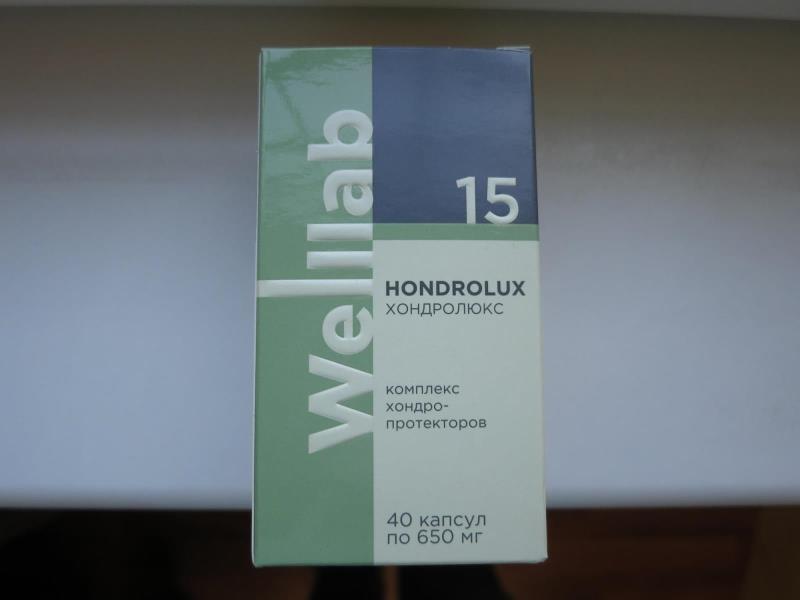 Welllab
15
HONDROLUX
ХОНДРОЛЮКС
комплекс
хондро-
протекторов
40 капсул
по 650 мг